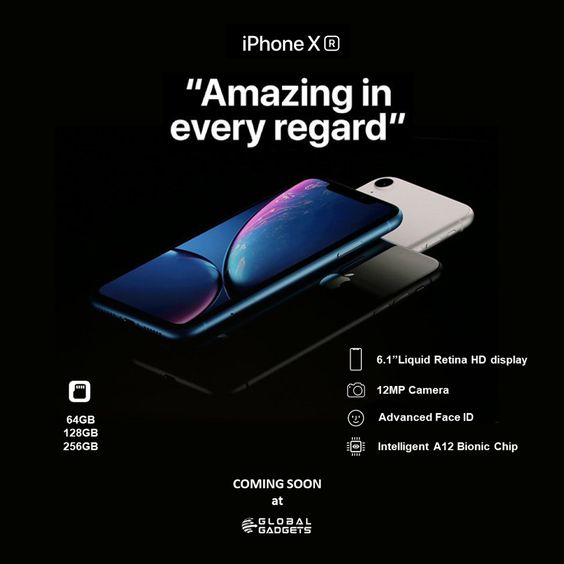 iPhone X R
“Amazing in
every regard”
6.1”Liquid Retina HD display
12MP Camera
Advanced Face ID
Intelligent A12 Bionic Chip
64GB
128GB
256GB
COMING SOON
at
GLOBAL
GADGETS